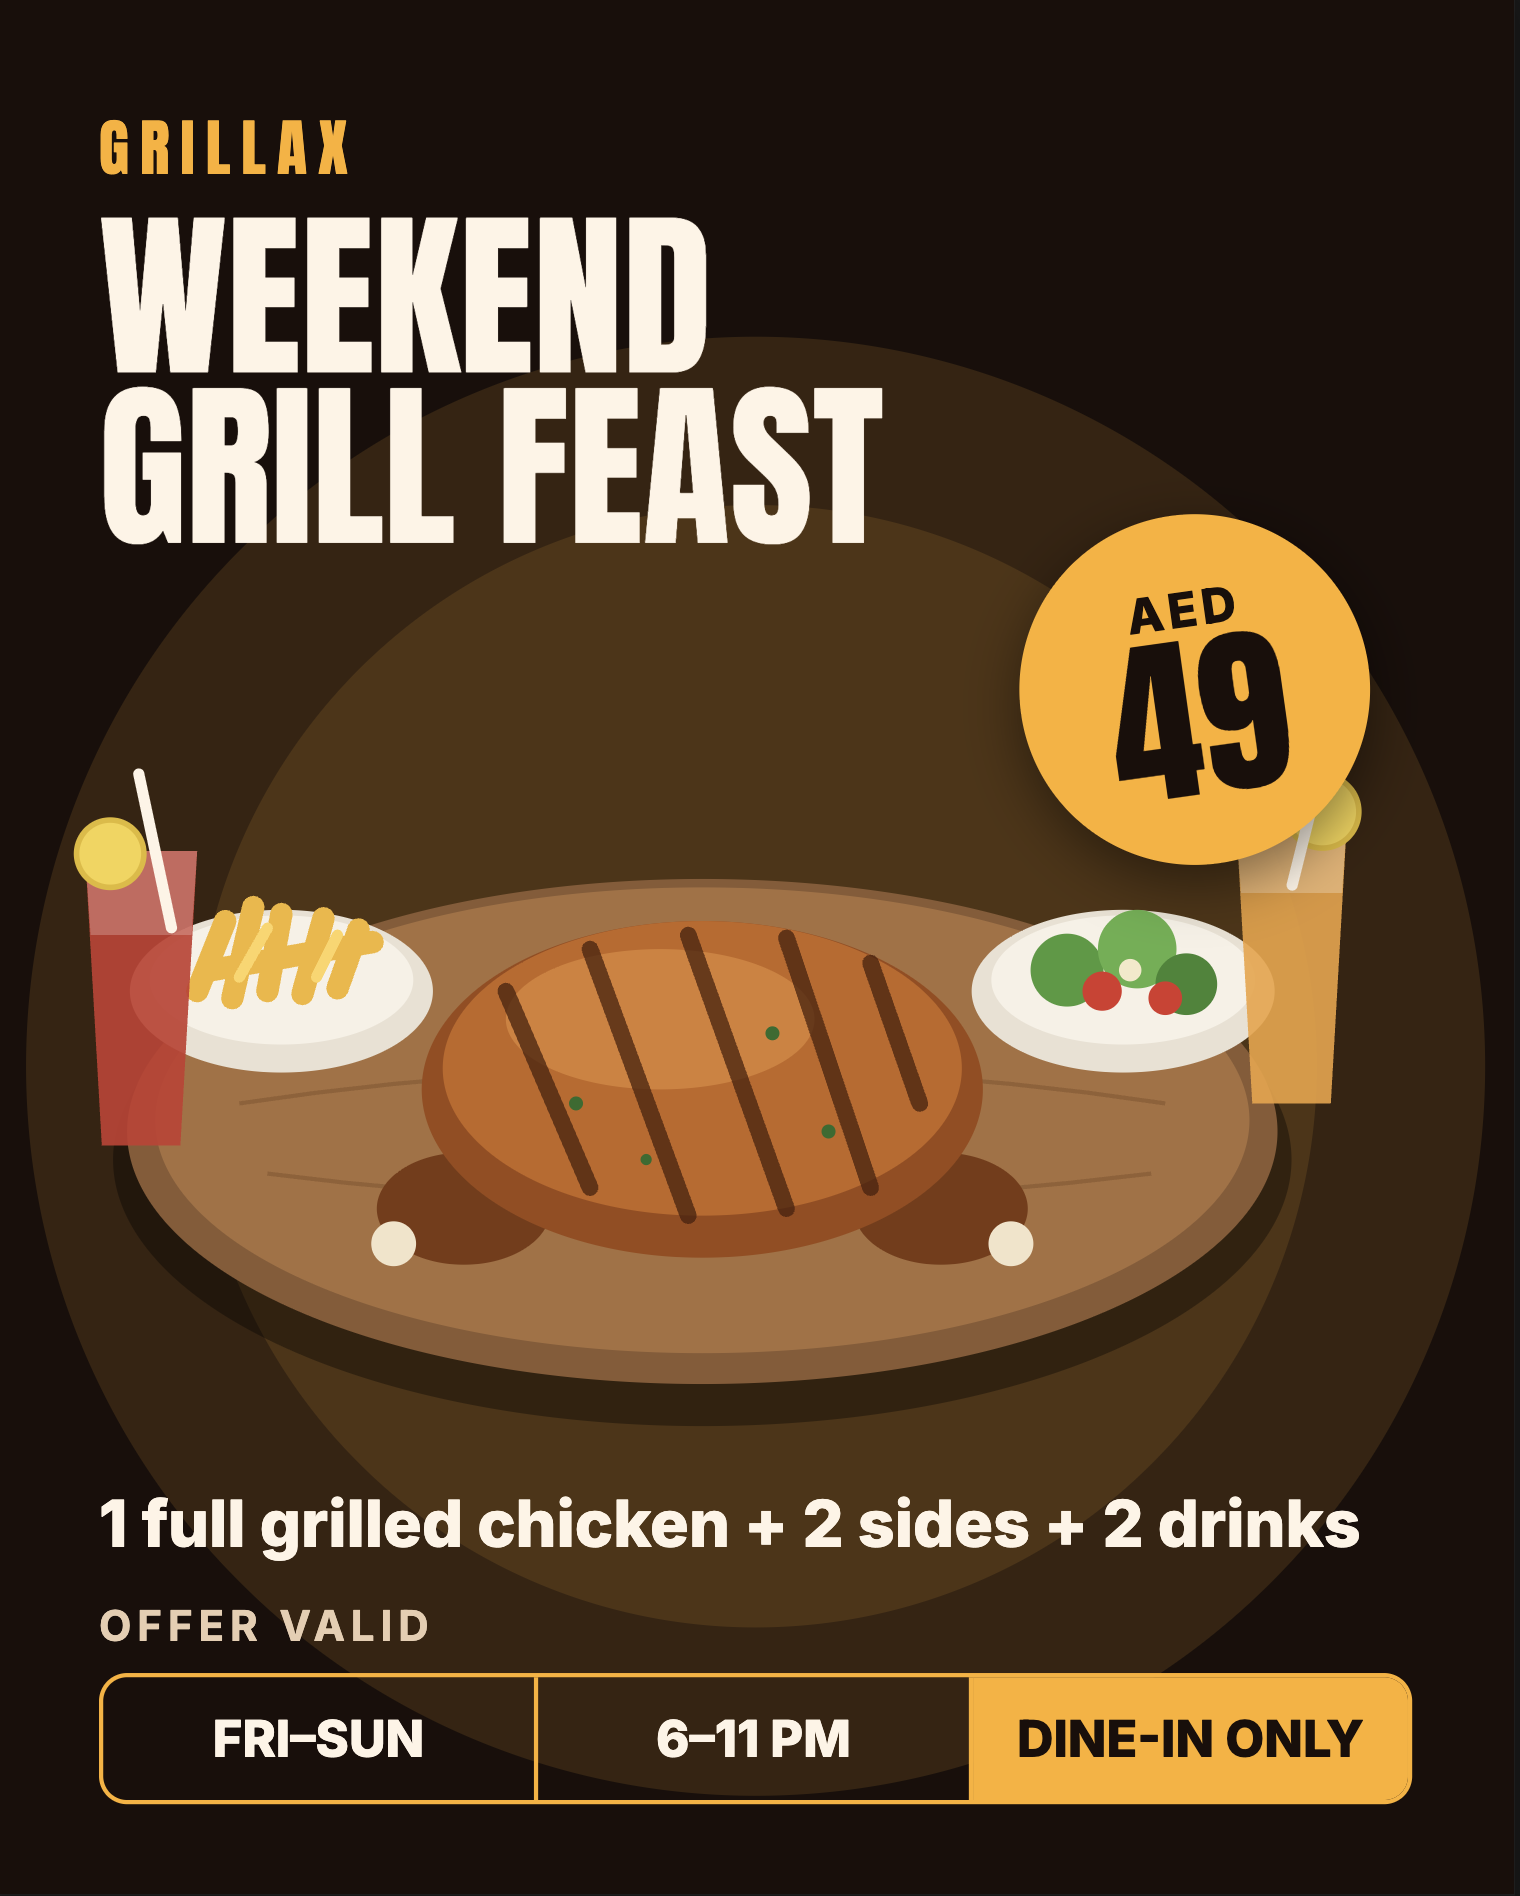 GRILLAX
WEEKEND
GRILL FEAST
AED
49
1 full grilled chicken + 2 sides + 2 drinks
OFFER VALID
FRI–SUN
6–11 PM
DINE-IN ONLY